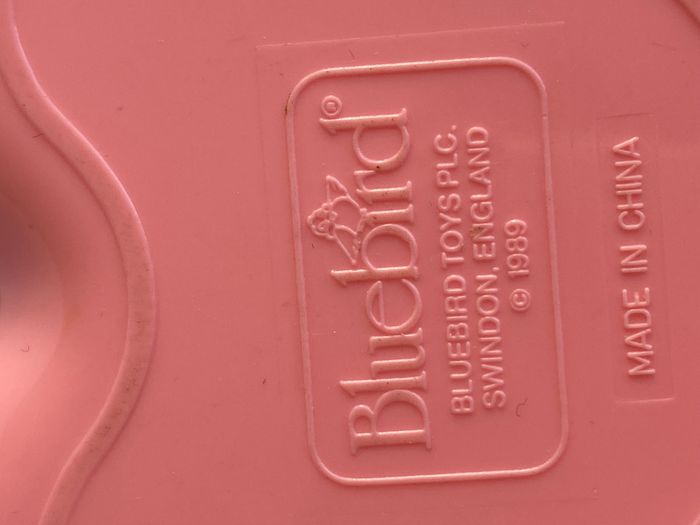 Bluebird®
BLUEBIRD TOYS PLC.
SWINDON, ENGLAND
© 1989
MADE IN CHINA